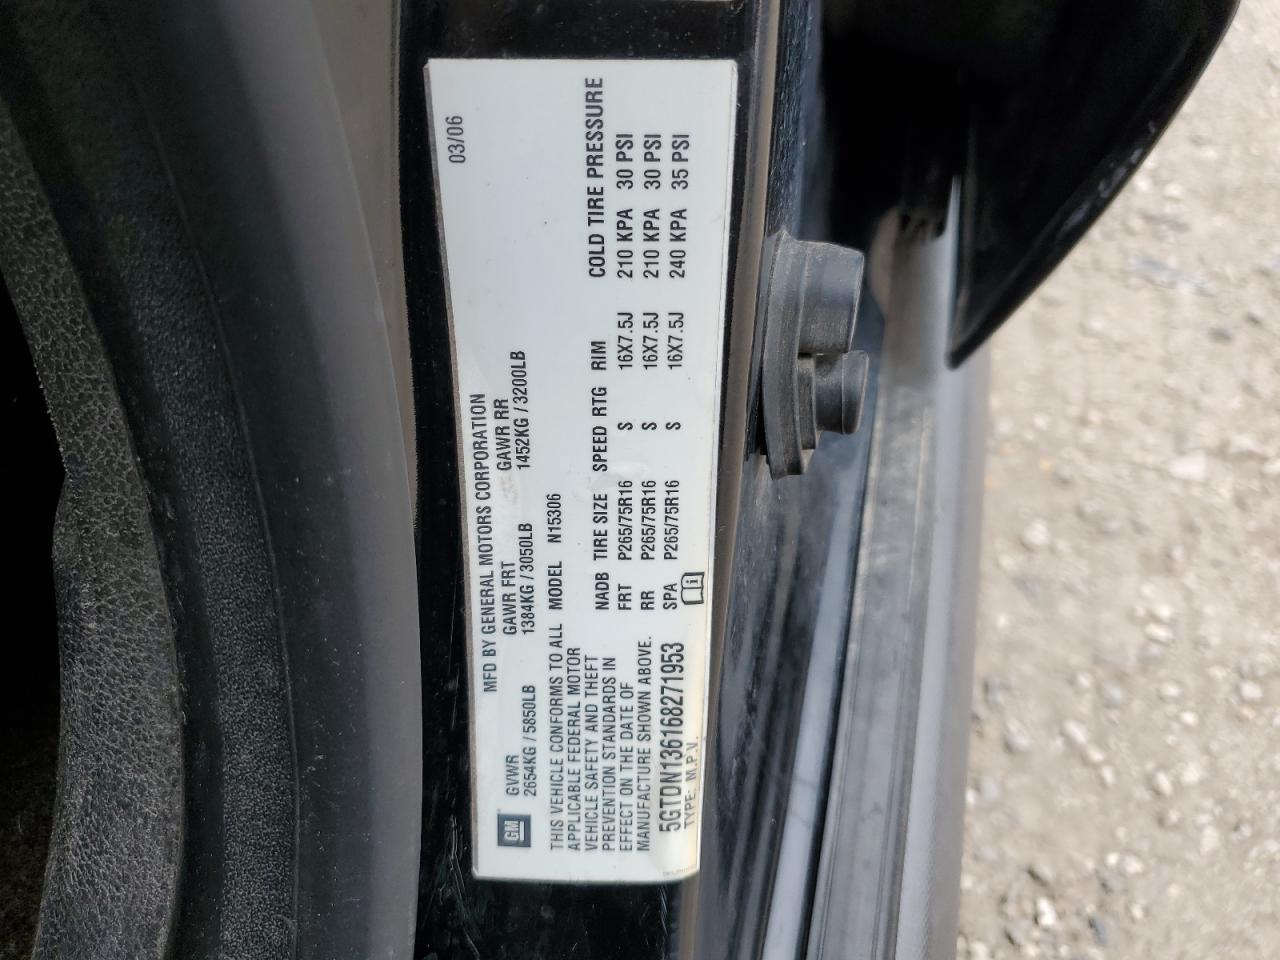 MFD BY GENERAL MOTORS CORPORATION 03/06
GM
GVWR GAWR FRT GAWR RR
2654KG / 5850LB 1384KG / 3050LB 1452KG / 3200LB
THIS VEHICLE CONFORMS TO ALL
APPLICABLE FEDERAL MOTOR
VEHICLE SAFETY AND THEFT
PREVENTION STANDARDS IN
EFFECT ON THE DATE OF
MANUFACTURE SHOWN ABOVE.
5GTDN136168271953
TYPE: M.P.V.
MODEL N15306
NADB TIRE SIZE SPEED RTG RIM COLD TIRE PRESSURE
FRT P265/75R16 S 16X7.5J 210 KPA 30 PSI
RR P265/75R16 S 16X7.5J 210 KPA 30 PSI
SPA P265/75R16 S 16X7.5J 240 KPA 35 PSI